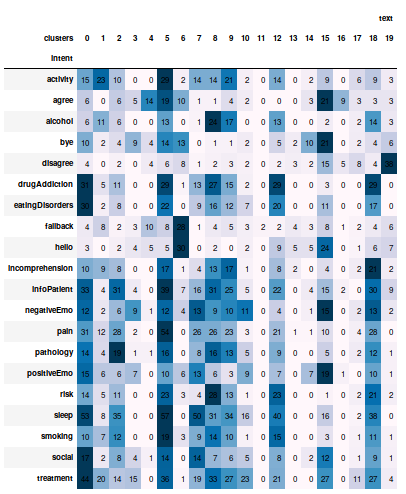 text
clusters 0 1 2 3 4 5 6 7 8 9 10 11 12 13 14 15 16 17 18 19
intent
activity 15 23 10 0 0 29 2 14 14 21 2 0 14 0 2 15 0 6 9 3
agree 6 0 6 5 14 19 10 1 1 4 2 0 0 0 3 21 9 3 3 3
alcohol 6 11 6 0 0 13 0 1 24 17 0 0 13 0 0 2 0 2 14 3
bye 10 2 4 9 4 14 13 0 1 1 2 0 5 2 10 21 0 2 4 6
disagree 4 0 2 0 4 6 8 1 2 3 2 0 2 3 2 15 5 8 4 38
drugAddiction 31 5 11 0 0 29 1 13 27 15 2 0 29 0 0 3 0 0 29 0
eatingDisorders 30 2 8 0 0 22 0 9 16 12 7 0 20 0 0 11 0 0 17 0
fallback 4 8 2 3 10 8 28 1 4 5 3 2 2 4 3 8 1 2 4 6
hello 3 0 2 4 5 5 30 0 2 2 0 2 9 5 5 24 0 1 6 7
incomprehension 10 9 8 0 0 17 1 4 13 17 1 0 8 2 0 4 0 2 21 2
infoPatient 33 4 31 4 0 39 7 16 31 25 5 0 22 0 4 15 2 0 30 9
negativeEmo 12 2 6 9 1 12 4 13 9 10 11 0 4 0 1 15 0 2 13 2
pain 31 12 28 2 0 54 0 26 26 23 3 0 21 1 1 10 0 4 28 0
pathology 14 4 19 1 1 16 0 8 16 13 5 0 9 0 0 5 0 2 12 1
positiveEmo 15 6 6 7 0 10 6 13 6 3 9 0 7 0 7 19 1 0 10 1
risk 14 5 11 0 0 23 3 4 28 13 1 0 23 0 0 1 0 2 21 2
sleep 63 8 35 0 0 57 0 50 31 34 16 0 40 0 0 16 0 2 38 0
smoking 10 7 12 0 0 19 3 9 14 10 1 0 15 0 0 3 0 1 11 1
social 17 2 8 4 1 14 0 14 7 6 5 0 8 0 2 12 0 0 9 1
treatment 44 20 14 15 0 36 1 19 33 27 23 0 21 0 0 27 0 11 27 4